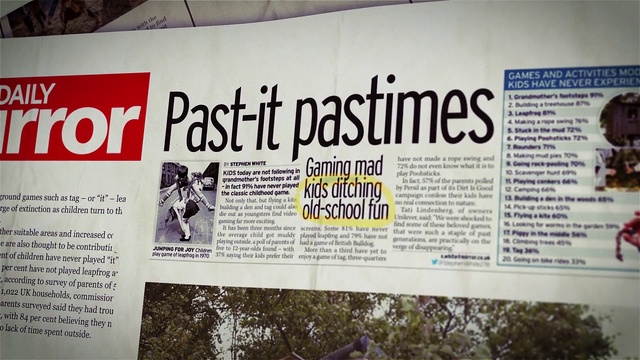 DAILY
irror
Past-it pastimes
Gaming mad
kids ditching
old-school fun
BY STEPHEN WHITE
KIDS today are not following in
grandmother's footsteps at all
- in fact 91% have never played
the classic childhood game.
Not only that, but flying a kite,
building a den and tag could also
die out as youngsters find video
gaming far more exciting.
It has been three months since
the average child got muddy
playing outside, a poll of parents of
five to 12-year-olds found – with
37% saying their kids prefer their
screens. Some 81% have never
played leapfrog and 79% have not
had a game of British Bulldog.
More than a third have yet to
enjoy a game of tag, three-quarters
have not made a rope swing and
72% do not even know what it is to
play Poohsticks.
In fact, 57% of the parents polled
by Persil as part of its Dirt Is Good
campaign confess their kids have
no real connection to nature.
Tati Lindenberg, of owners
Unilever, said: "We were shocked to
find some of these beloved games,
that were such a staple of past
generations, are practically on the
verge of disappearing."
s.white@mirror.co.uk
@StephenWhite278
JUMPING FOR JOY Children
play game of leapfrog in 1970
GAMES AND ACTIVITIES MOD
KIDS HAVE NEVER EXPERIEN
1. Grandmother's footsteps 91%
2. Building a treehouse 87%
3. Leapfrog 81%
4. Making a rope swing 76%
5. Stuck in the mud 72%
6. Playing Poohsticks 72%
7. Rounders 71%
8. Making mud pies 70%
9. Going rock-pooling 70%
10. Scavenger hunt 69%
11. Playing conkers 66%
12. Camping 66%
13. Building a den in the woods 65%
14. Pick-up sticks 63%
15. Flying a kite 60%
16. Looking for worms in the garden 59%
17. Piggy in the middle 56%
18. Tag 36%
19. Climbing trees 45%
20. Going on bike rides 33%
round games such as tag – or "it" – lea
rge of extinction as children turn to th
ther suitable areas and increased c
e are also thought to be contributin
nt of children have never played "it"
per cent have not played leapfrog a
, according to survey of parents of
1,022 UK households, commission
arents surveyed said they had trou
, with 84 per cent believing they n
o lack of time spent outside.